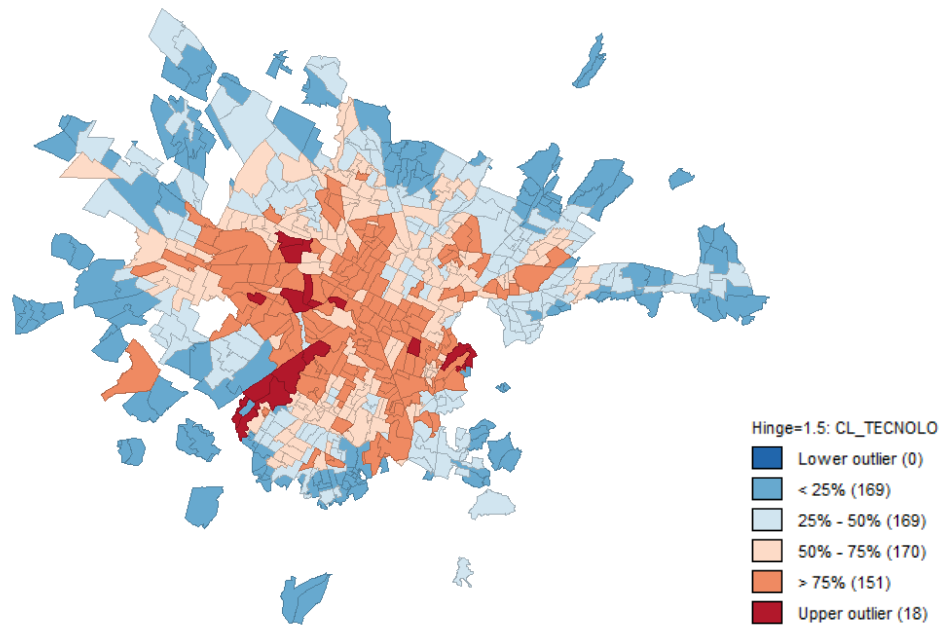 Hinge=1.5: CL_TECNOLO
Lower outlier (0)
< 25% (169)
25% - 50% (169)
50% - 75% (170)
> 75% (151)
Upper outlier (18)